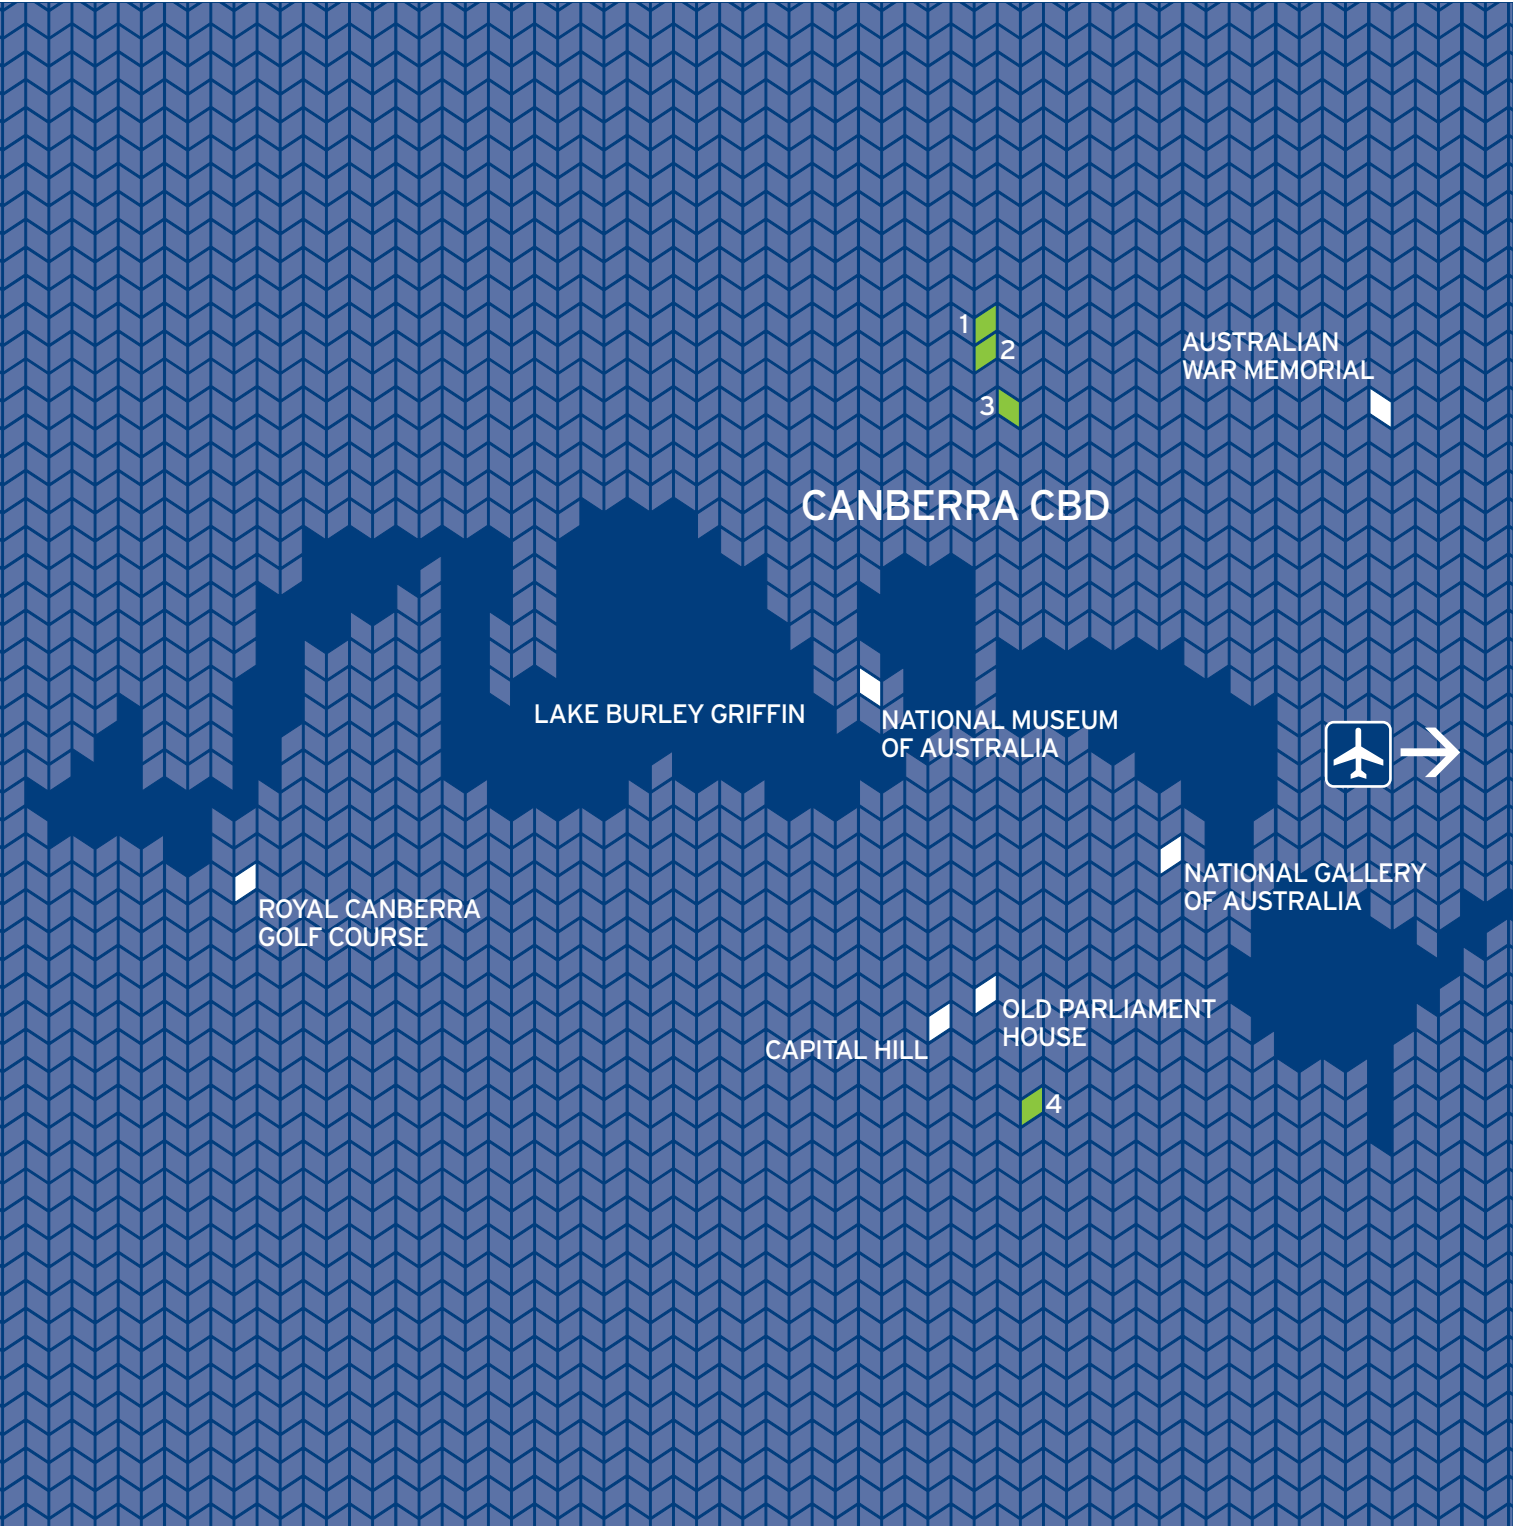 1
2
AUSTRALIAN
WAR MEMORIAL
3
CANBERRA CBD
LAKE BURLEY GRIFFIN
NATIONAL MUSEUM
OF AUSTRALIA
NATIONAL GALLERY
OF AUSTRALIA
ROYAL CANBERRA
GOLF COURSE
OLD PARLIAMENT
HOUSE
CAPITAL HILL
4